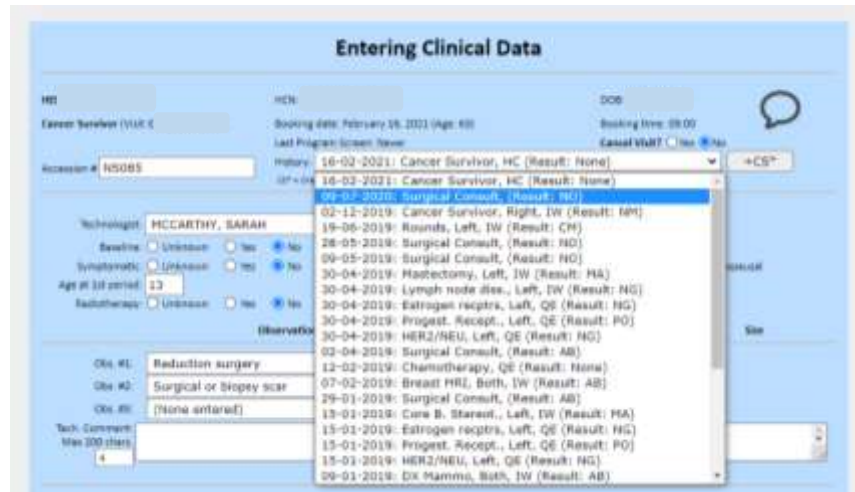 Entering Clinical Data
HCN:
DOB:
Cancer Survivor (Visit
Booking date: February 16, 2021 (Age: 
Booking time: 09:00
Last Program Screen: Never
Casual Visit? Yes No
Accession # NS085
History: 16-02-2021: Cancer Survivor, HC (Result: None)
+CS*
16-02-2021: Cancer Survivor, HC (Result: None)
09-07-2020: Surgical Consult, (Result: NO)
02-12-2019: Cancer Survivor, Right, IW (Result: NM)
19-06-2019: Rounds, Left, IW (Result: CM)
28-05-2019: Surgical Consult, (Result: NO)
09-05-2019: Surgical Consult, (Result: NO)
30-04-2019: Mastectomy, Left, IW (Result: MA)
30-04-2019: Lymph node diss., Left, IW (Result: NG)
30-04-2019: Estrogen recptrs, Left, QE (Result: NG)
30-04-2019: Progest. Recept., Left, QE (Result: PO)
30-04-2019: HER2/NEU, Left, QE (Result: NG)
02-04-2019: Surgical Consult, (Result: AB)
12-02-2019: Chemotherapy, QE (Result: None)
07-02-2019: Breast MRI, Both, IW (Result: AB)
29-01-2019: Surgical Consult, (Result: AB)
15-01-2019: Core B. Stereot., Left, IW (Result: MA)
15-01-2019: Estrogen recptrs, Left, QE (Result: NG)
15-01-2019: Progest. Recept., Left, QE (Result: PO)
15-01-2019: HER2/NEU, Left, QE (Result: NG)
09-01-2019: DX Mammo, Both, IW (Result: AB)
Technologist: MCCARTHY, SARAH
Baseline: Unknown Yes No
Symptomatic: Unknown Yes No
Age at 1st period: 13
Radiotherapy: Unknown Yes No
Observation
Size
Obs. #1: Reduction surgery
Obs. #2: Surgical or biopsy scar
Obs. #3: (None entered)
Tech. Comment:
Max 200 chars